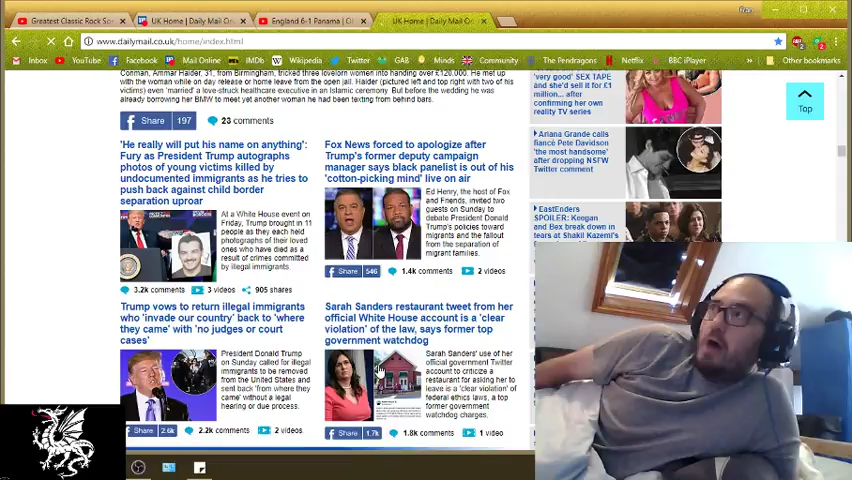 Fran
Greatest Classic Rock So
UK Home | Daily Mail On
England 6-1 Panama | Ci
UK Home | Daily Mail On
www.dailymail.co.uk/home/index.html
Inbox
YouTube
Facebook
Mail Online
IMDb
Wikipedia
Twitter
GAB
Minds
Community
The Pendragons
Netflix
BBC iPlayer
Other bookmarks
Conman, Ammar Haider, 31, from Birmingham, tricked three lovelorn women into handing over £120,000. He met up
with the woman while on day release or home leave from the open jail. Haider (pictured left and top right with two of his
victims) even 'married' a love-struck healthcare executive in an Islamic ceremony. But before the wedding he was
already borrowing her BMW to meet yet another woman he had been texting from behind bars.
Share 197
23 comments
'He really will put his name on anything':
Fury as President Trump autographs
photos of young victims killed by
undocumented immigrants as he tries to
push back against child border
separation uproar
At a White House event on
Friday, Trump brought in 11
people as they each held
photographs of their loved
ones who have died as a
result of crimes committed
by illegal immigrants.
3.2k comments
3 videos
905 shares
Fox News forced to apologize after
Trump's former deputy campaign
manager says black panelist is out of his
'cotton-picking mind' live on air
Ed Henry, the host of Fox
and Friends, invited two
guests on Sunday to
debate President Donald
Trump's policies toward
migrants and the fallout
from the separation of
migrant families.
Share 546
1.4k comments
2 videos
Trump vows to return illegal immigrants
who 'invade our country' back to 'where
they came' with 'no judges or court
cases'
President Donald Trump
on Sunday called for illegal
immigrants to be removed
from the United States and
sent back 'from where they
came' without a legal
hearing or due process.
Share 2.6k
2.2k comments
2 videos
Sarah Sanders restaurant tweet from her
official White House account is a 'clear
violation' of the law, says former top
government watchdog
Sarah Sanders' use of her
official government Twitter
account to criticize a
restaurant for asking her to
leave is a 'clear violation' of
federal ethics laws, a top
former government
watchdog charges.
Share 1.7k
1.8k comments
1 video
'very good' SEX TAPE
and she'd sell it for £1
million... after
confirming her own
reality TV series
Ariana Grande calls
fiancé Pete Davidson
'the most handsome'
after dropping NSFW
Twitter comment
EastEnders
SPOILER: Keegan
and Bex break down in
tears at Shakil Kazemi's
Top